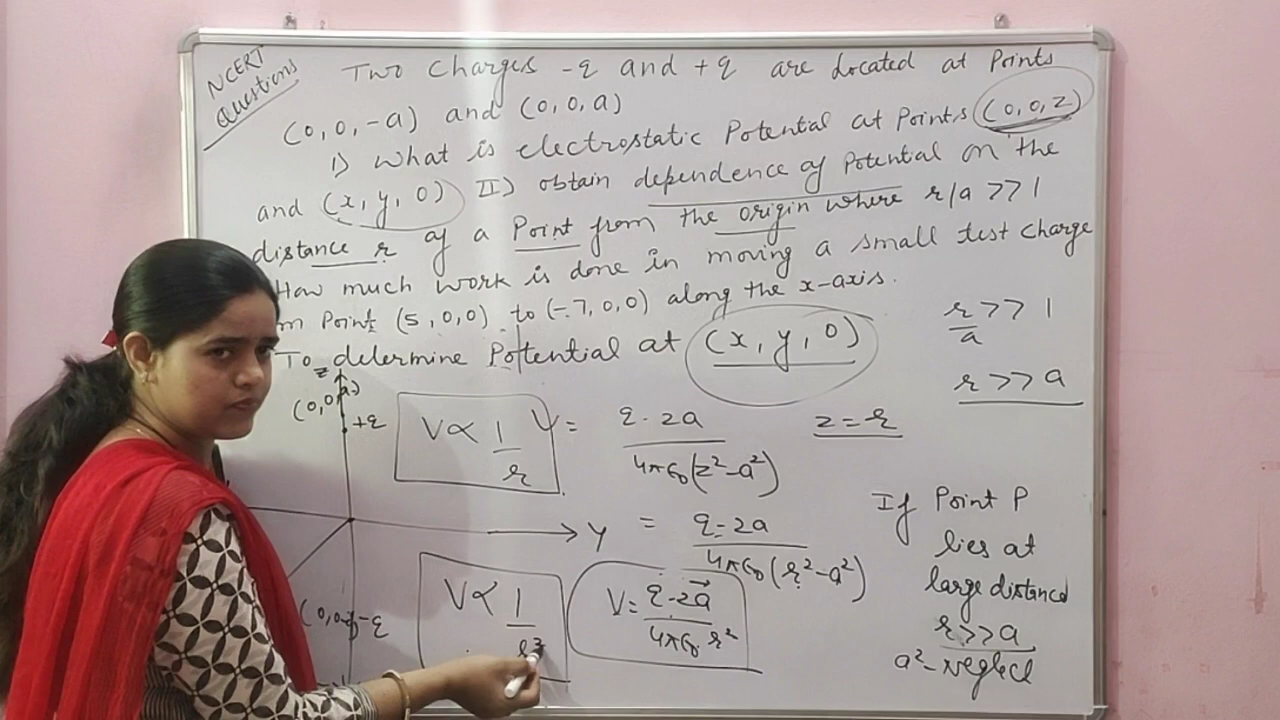 NCERT
Questions
Two Charges -q and +q are located at Points
(0,0,-a) and (0,0,a)
1) What is electrostatic Potential at Points (0,0,z)
and (x,y,0) II) obtain dependence of Potential on the
distance r of a Point from the origin where r/a >> 1
How much work is done in moving a small test charge
m Point (5,0,0) to (-7,0,0) along the x-axis.
To determine Potential at (x,y,0)
r/a >> 1
r >> a
z
(0,0,a)
+q
V ∝ 1/r
V = q·2a / 4πε₀(z²-a²)
z = r
y
= q-2a / 4πε₀(r²-a²)
If Point P
lies at
large distance
r >> a
a²-neglect
-q
V ∝ 1/r²
V = q·2a⃗ / 4πε₀ r²